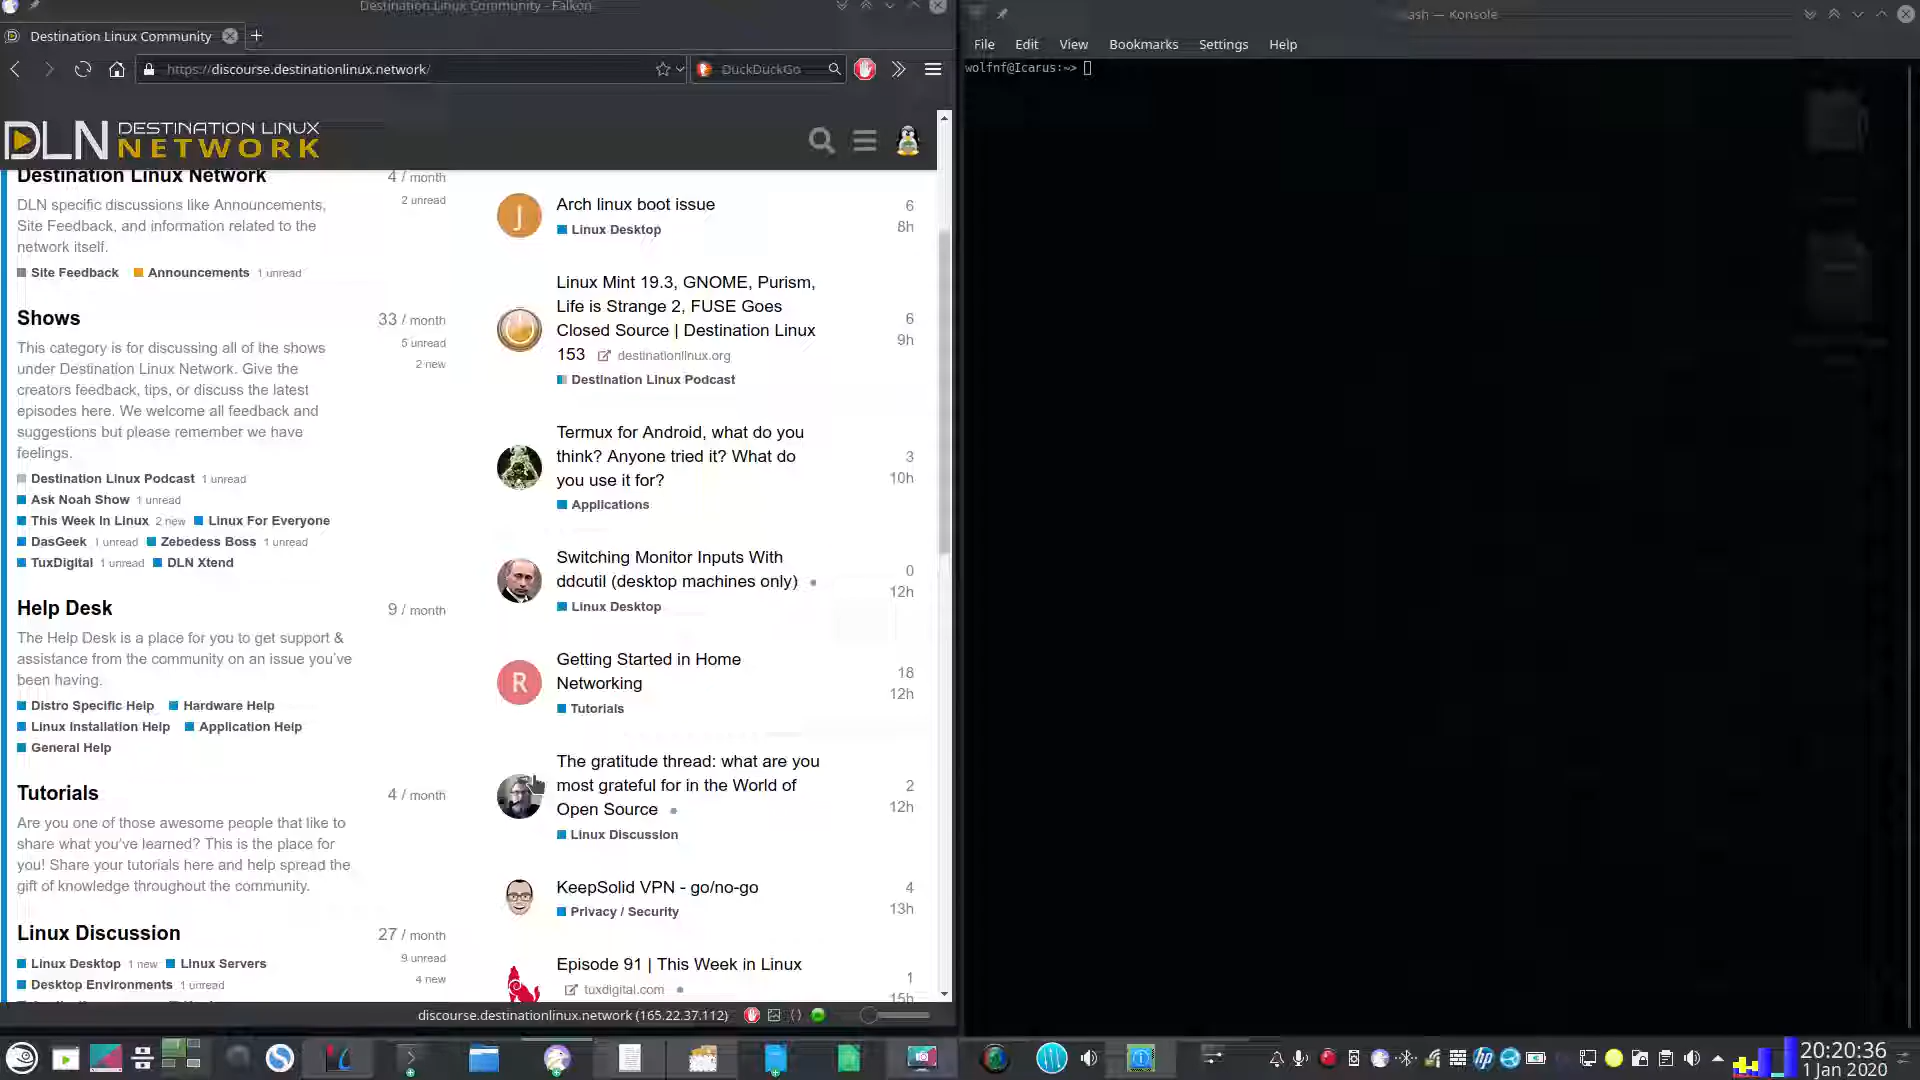 Destination Linux Community - Falkon
Destination Linux Community
https://discourse.destinationlinux.network/
DuckDuckGo
DLN DESTINATION LINUX
NETWORK
Destination Linux Network
4 / month
DLN specific discussions like Announcements,
2 unread
Site Feedback, and information related to the
network itself.
Site Feedback Announcements 1 unread
Shows
33 / month
This category is for discussing all of the shows
5 unread
under Destination Linux Network. Give the
2 new
creators feedback, tips, or discuss the latest
episodes here. We welcome all feedback and
suggestions but please remember we have
feelings.
Destination Linux Podcast 1 unread
Ask Noah Show 1 unread
This Week In Linux 2 new Linux For Everyone
DasGeek 1 unread Zebedess Boss 1 unread
TuxDigital 1 unread DLN Xtend
Help Desk
9 / month
The Help Desk is a place for you to get support &
assistance from the community on an issue you've
been having.
Distro Specific Help Hardware Help
Linux Installation Help Application Help
General Help
Tutorials
4 / month
Are you one of those awesome people that like to
share what you've learned? This is the place for
you! Share your tutorials here and help spread the
gift of knowledge throughout the community.
Linux Discussion
27 / month
9 unread
Linux Desktop 1 new Linux Servers
4 new
Desktop Environments 1 unread
J
Arch linux boot issue
6
Linux Desktop
8h
Linux Mint 19.3, GNOME, Purism,
Life is Strange 2, FUSE Goes
6
Closed Source | Destination Linux
9h
153 destinationlinux.org
Destination Linux Podcast
Termux for Android, what do you
think? Anyone tried it? What do
3
you use it for?
10h
Applications
Switching Monitor Inputs With
0
ddcutil (desktop machines only)
12h
Linux Desktop
R
Getting Started in Home
18
Networking
12h
Tutorials
The gratitude thread: what are you
most grateful for in the World of
2
Open Source
12h
Linux Discussion
KeepSolid VPN - go/no-go
4
Privacy / Security
13h
Episode 91 | This Week in Linux
1
tuxdigital.com
15h
discourse.destinationlinux.network (165.22.37.112)
ash — Konsole
File Edit View Bookmarks Settings Help
wolfnf@Icarus:~>
hp
20:20:36
1 Jan 2020